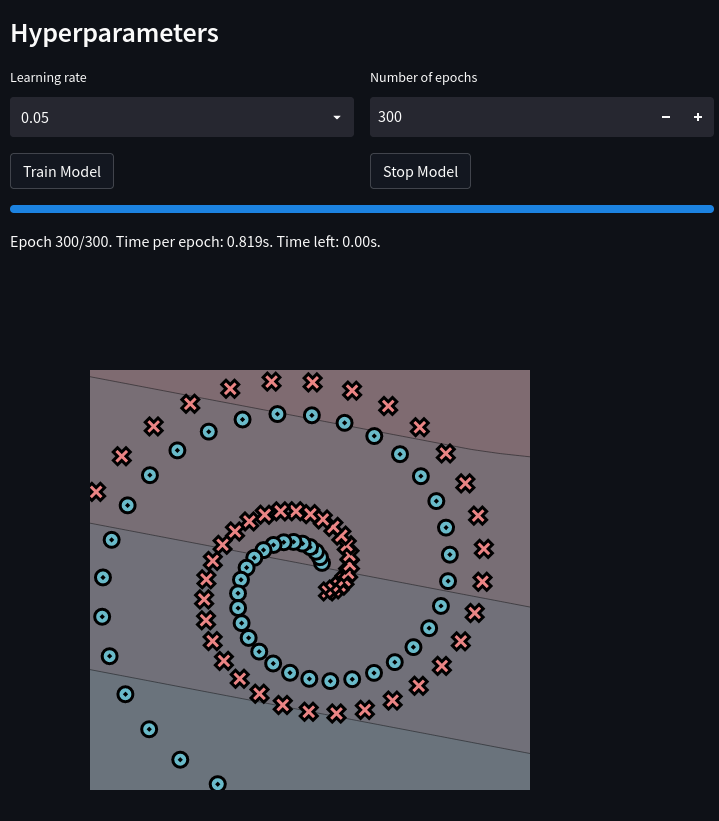 Hyperparameters
Learning rate
Number of epochs
0.05
300
Train Model
Stop Model
Epoch 300/300. Time per epoch: 0.819s. Time left: 0.00s.